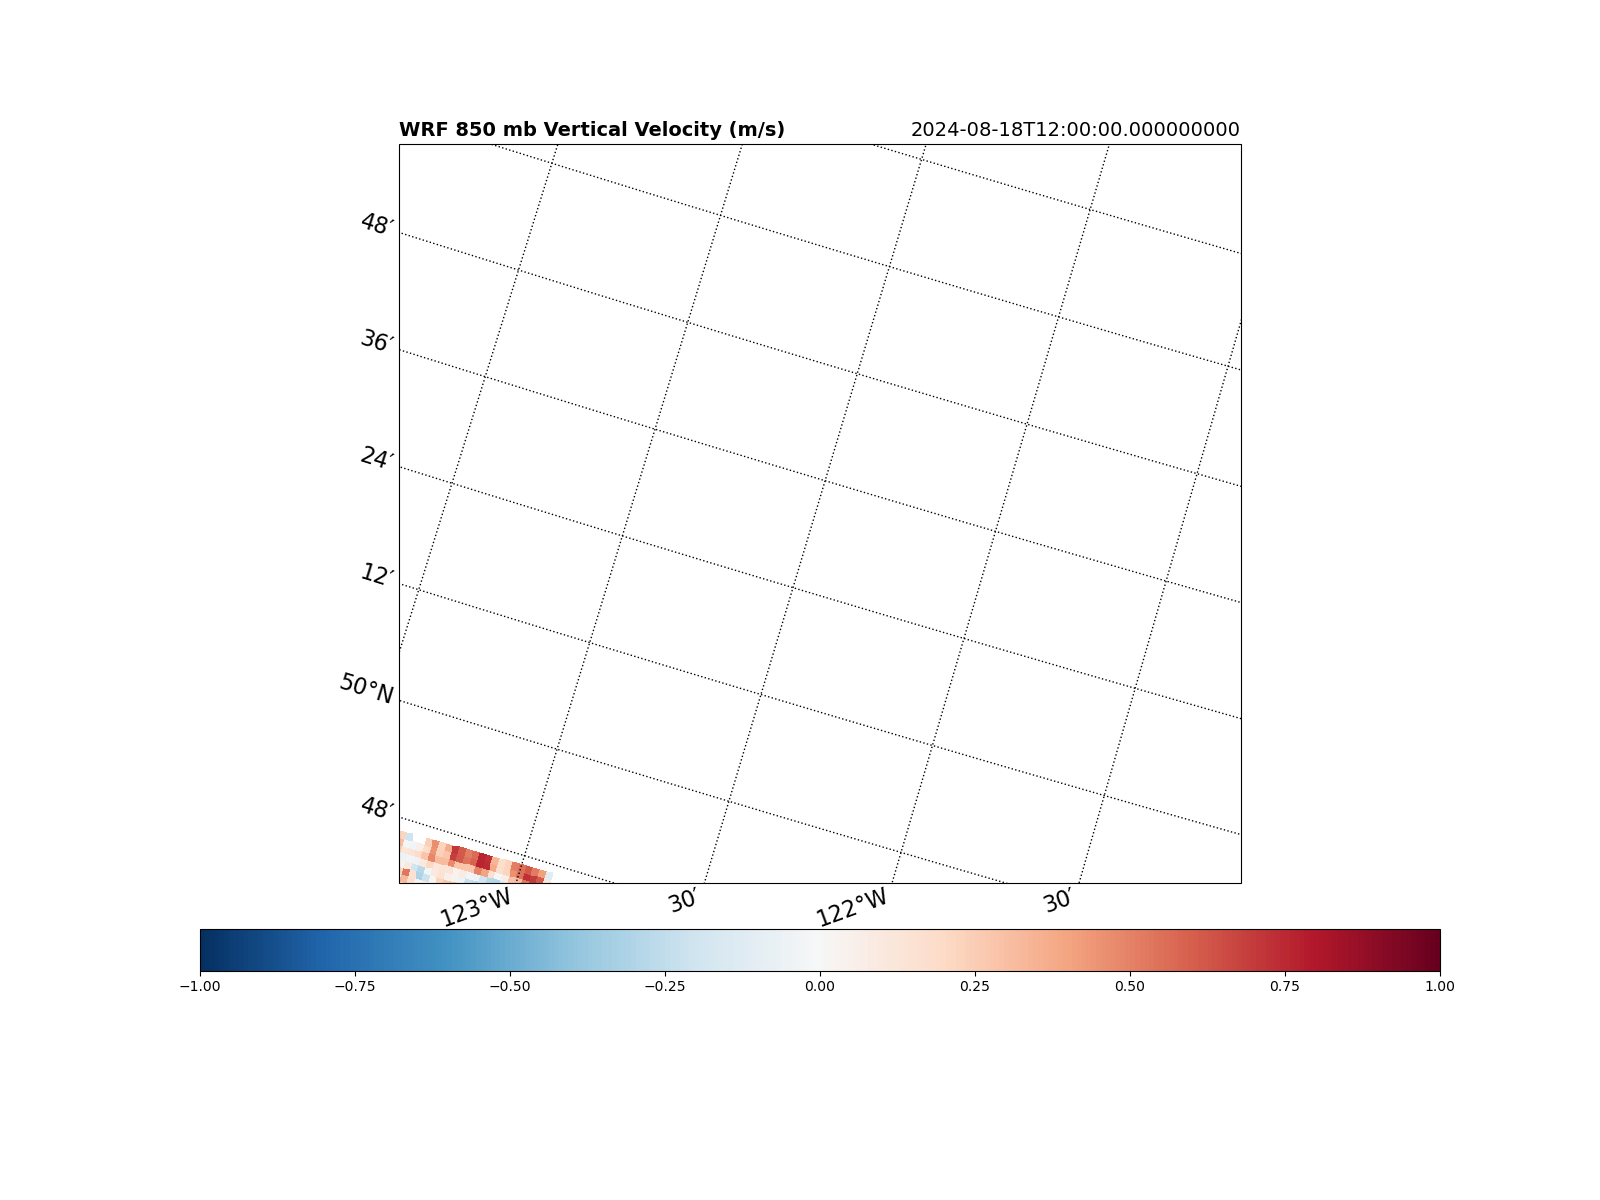 WRF 850 mb Vertical Velocity (m/s) 2024-08-18T12:00:00.000000000
48′
36′
24′
12′
50°N
48′
123°W 30′ 122°W 30′
−1.00 −0.75 −0.50 −0.25 0.00 0.25 0.50 0.75 1.00